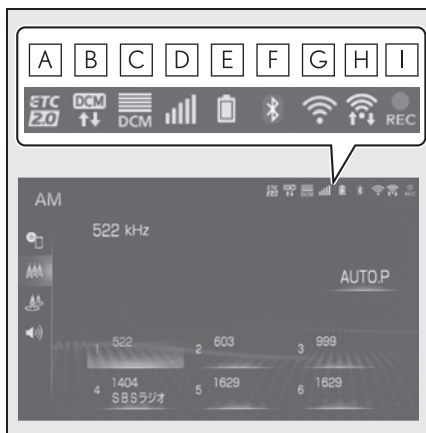 A B C D E F G H I
ETC 2.0 DCM DCM REC
AM
522 kHz
AUTO.P
1 522 2 603 3 999
4 1404 SBSラジオ 5 1629 6 1629